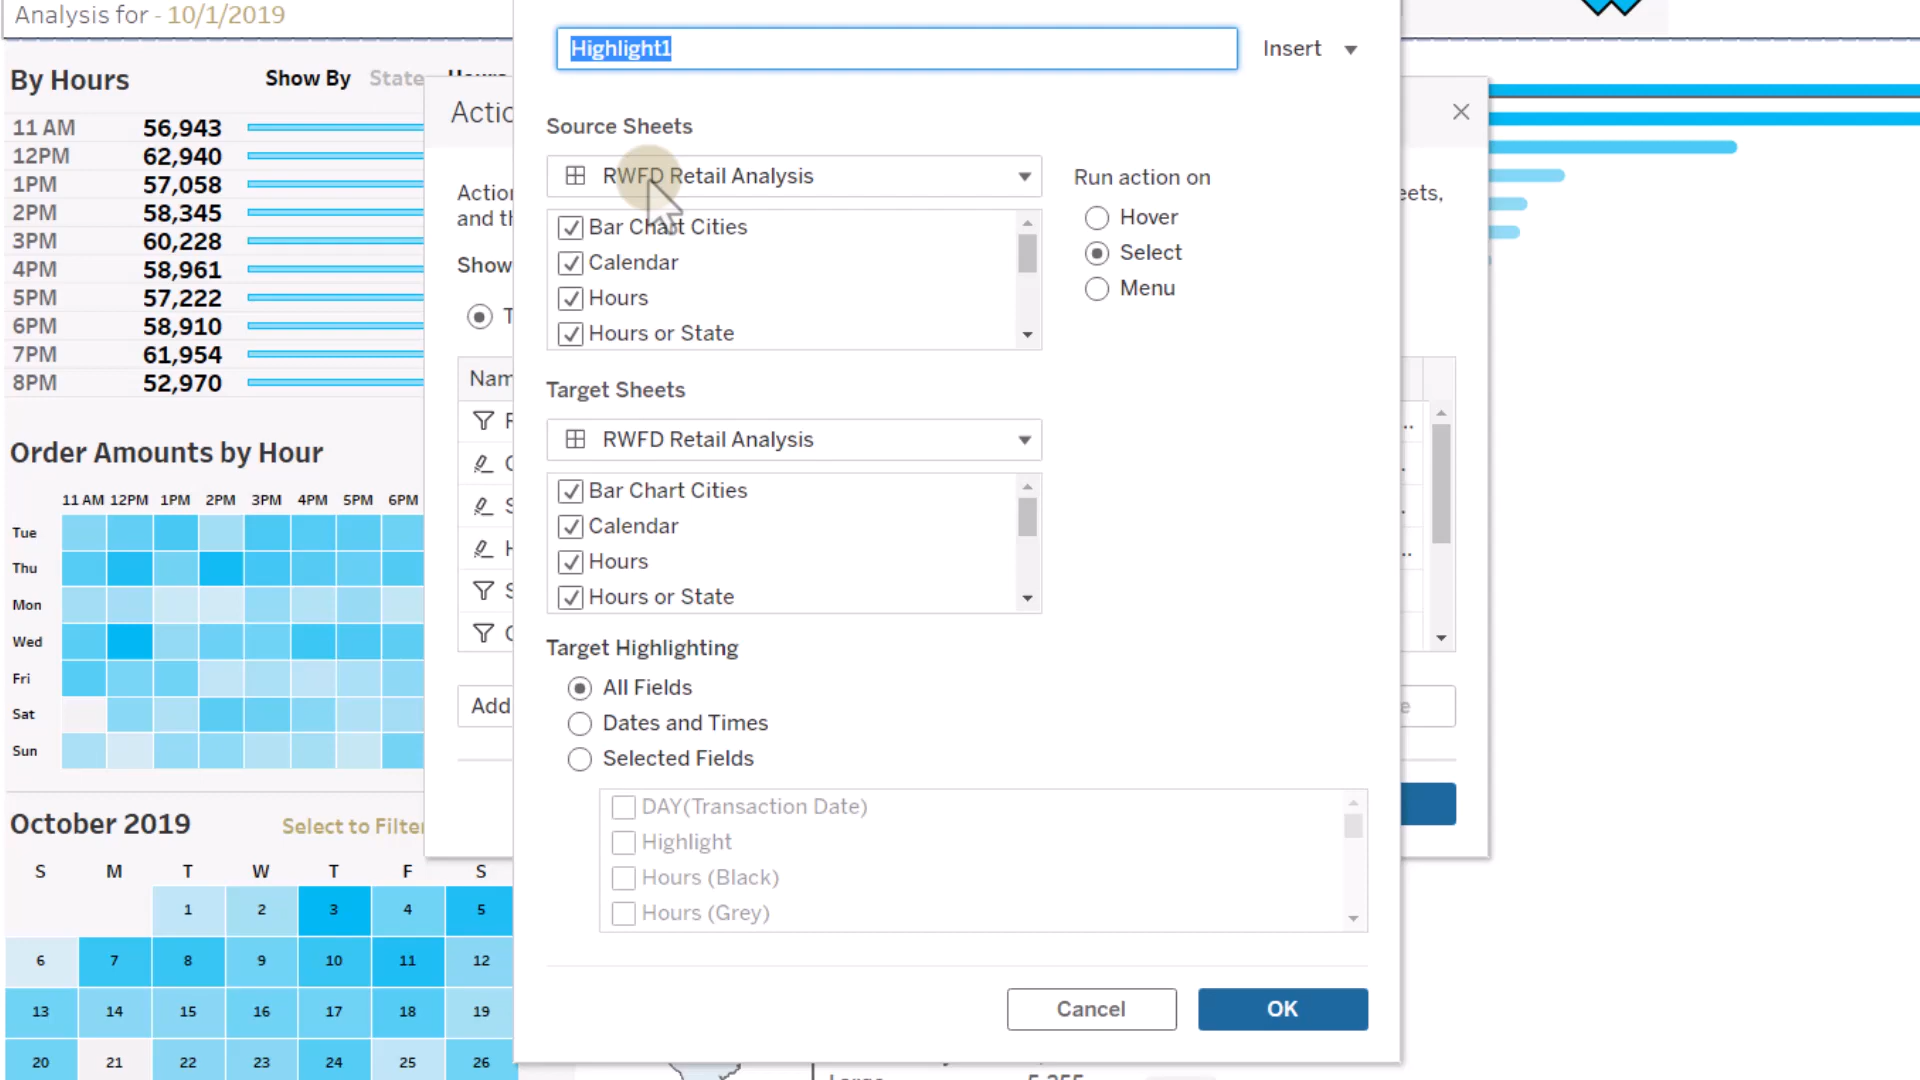 Analysis for - 10/1/2019
By Hours
Show By State
11 AM 56,943
12PM 62,940
1PM 57,058
2PM 58,345
3PM 60,228
4PM 58,961
5PM 57,222
6PM 58,910
7PM 61,954
8PM 52,970
Order Amounts by Hour
11 AM 12PM 1PM 2PM 3PM 4PM 5PM 6PM
Tue
Thu
Mon
Wed
Fri
Sat
Sun
October 2019
Select to Filter
S M T W T F S
1 2 3 4 5
6 7 8 9 10 11 12
13 14 15 16 17 18 19
20 21 22 23 24 25 26
Show
Add
Highlight1
Insert
Source Sheets
RWFD Retail Analysis
Bar Chart Cities
Calendar
Hours
Hours or State
Run action on
Hover
Select
Menu
Target Sheets
RWFD Retail Analysis
Bar Chart Cities
Calendar
Hours
Hours or State
Target Highlighting
All Fields
Dates and Times
Selected Fields
DAY(Transaction Date)
Highlight
Hours (Black)
Hours (Grey)
Cancel
OK